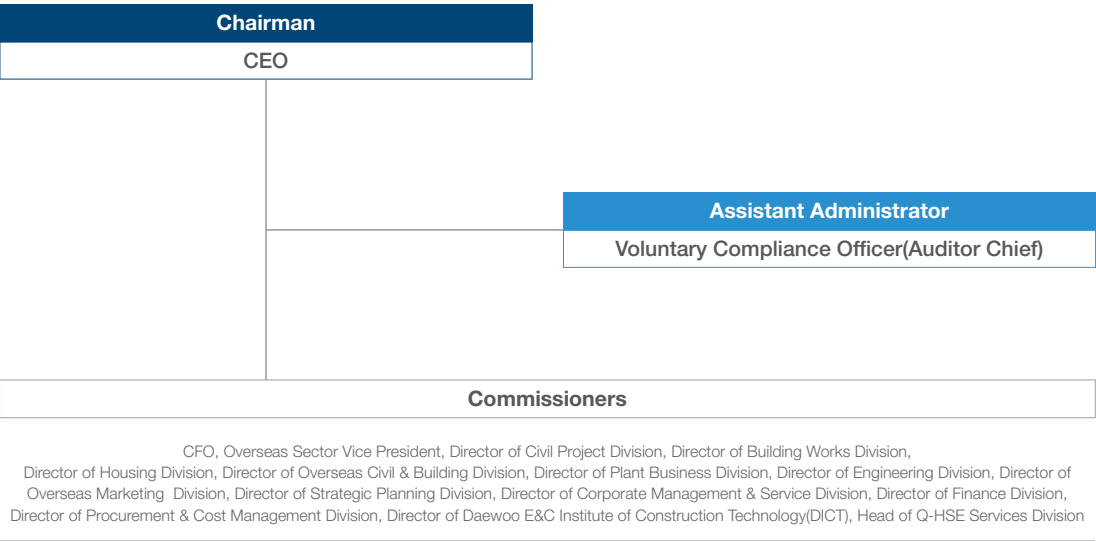 Chairman
CEO
Assistant Administrator
Voluntary Compliance Officer(Auditor Chief)
Commissioners
CFO, Overseas Sector Vice President, Director of Civil Project Division, Director of Building Works Division,
Director of Housing Division, Director of Overseas Civil & Building Division, Director of Plant Business Division, Director of Engineering Division, Director of
Overseas Marketing Division, Director of Strategic Planning Division, Director of Corporate Management & Service Division, Director of Finance Division,
Director of Procurement & Cost Management Division, Director of Daewoo E&C Institute of Construction Technology(DICT), Head of Q-HSE Services Division